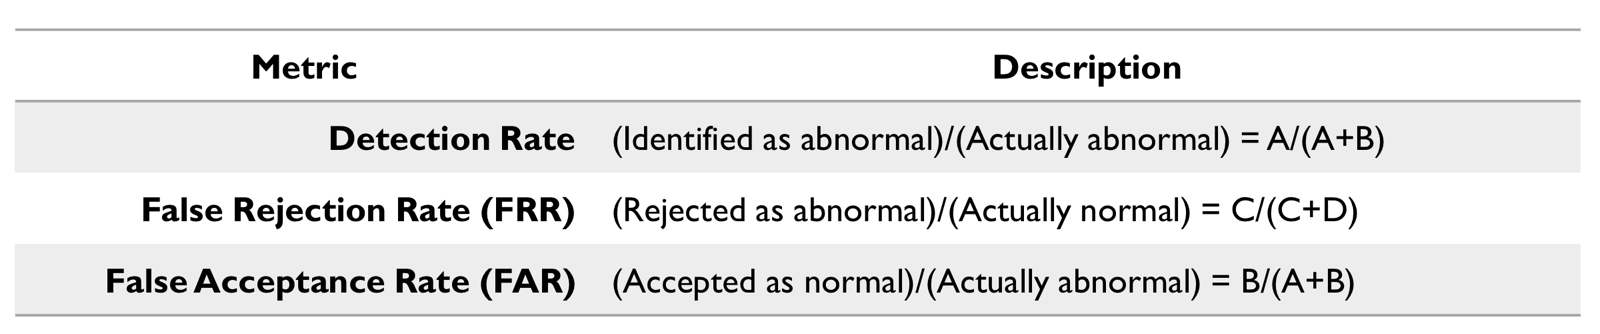 Metric Description
Detection Rate (Identified as abnormal)/(Actually abnormal) = A/(A+B)
False Rejection Rate (FRR) (Rejected as abnormal)/(Actually normal) = C/(C+D)
False Acceptance Rate (FAR) (Accepted as normal)/(Actually abnormal) = B/(A+B)